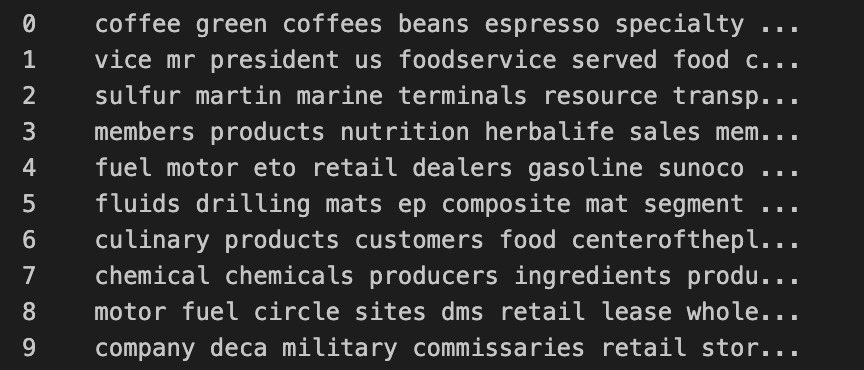 0 coffee green coffees beans espresso specialty ...
1 vice mr president us foodservice served food c...
2 sulfur martin marine terminals resource transp...
3 members products nutrition herbalife sales mem...
4 fuel motor eto retail dealers gasoline sunoco ...
5 fluids drilling mats ep composite mat segment ...
6 culinary products customers food centerofthepl...
7 chemical chemicals producers ingredients produ...
8 motor fuel circle sites dms retail lease whole...
9 company deca military commissaries retail stor...